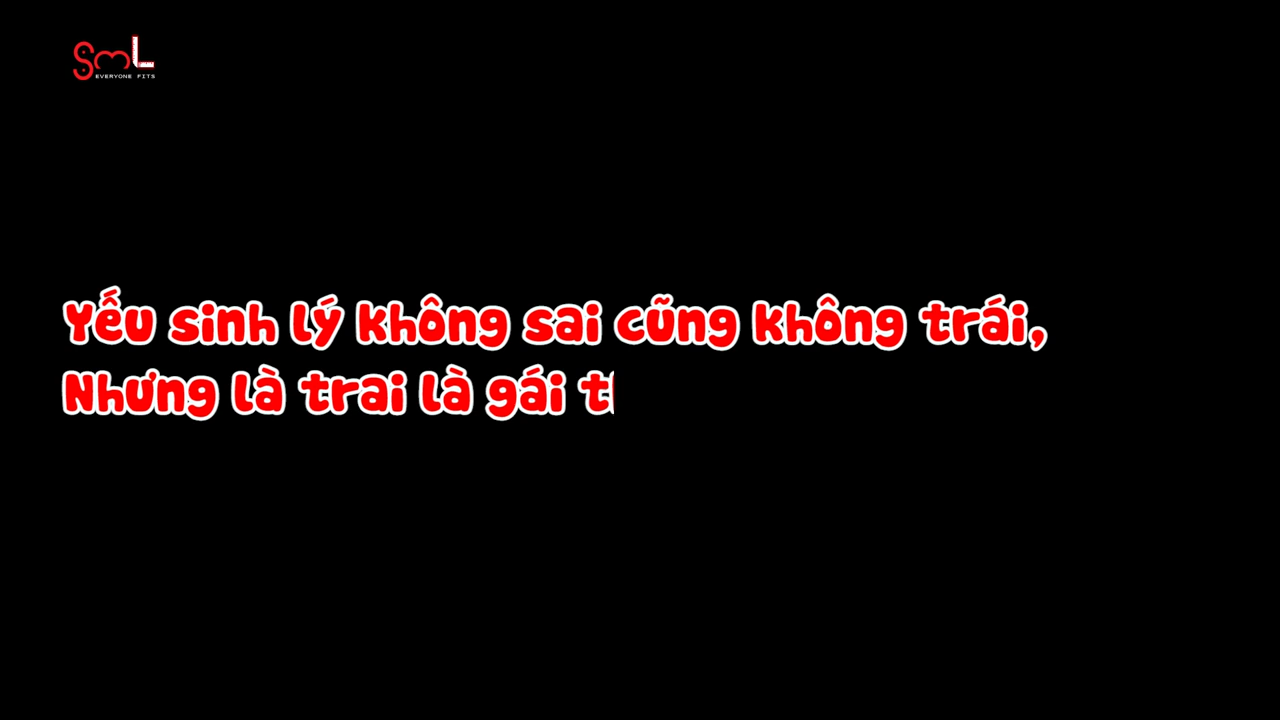 SML
EVERYONE FITS
Yếu sinh lý không sai cũng không trái,
Nhưng là trai là gái